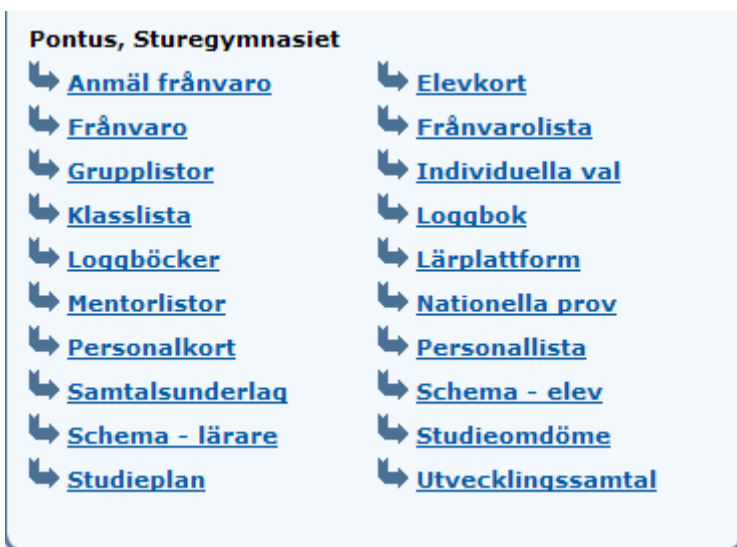 Pontus, Sturegymnasiet
Anmäl frånvaro
Elevkort
Frånvaro
Frånvarolista
Grupplistor
Individuella val
Klasslista
Loggbok
Loggböcker
Lärplattform
Mentorlistor
Nationella prov
Personalkort
Personallista
Samtalsunderlag
Schema - elev
Schema - lärare
Studieomdöme
Studieplan
Utvecklingssamtal